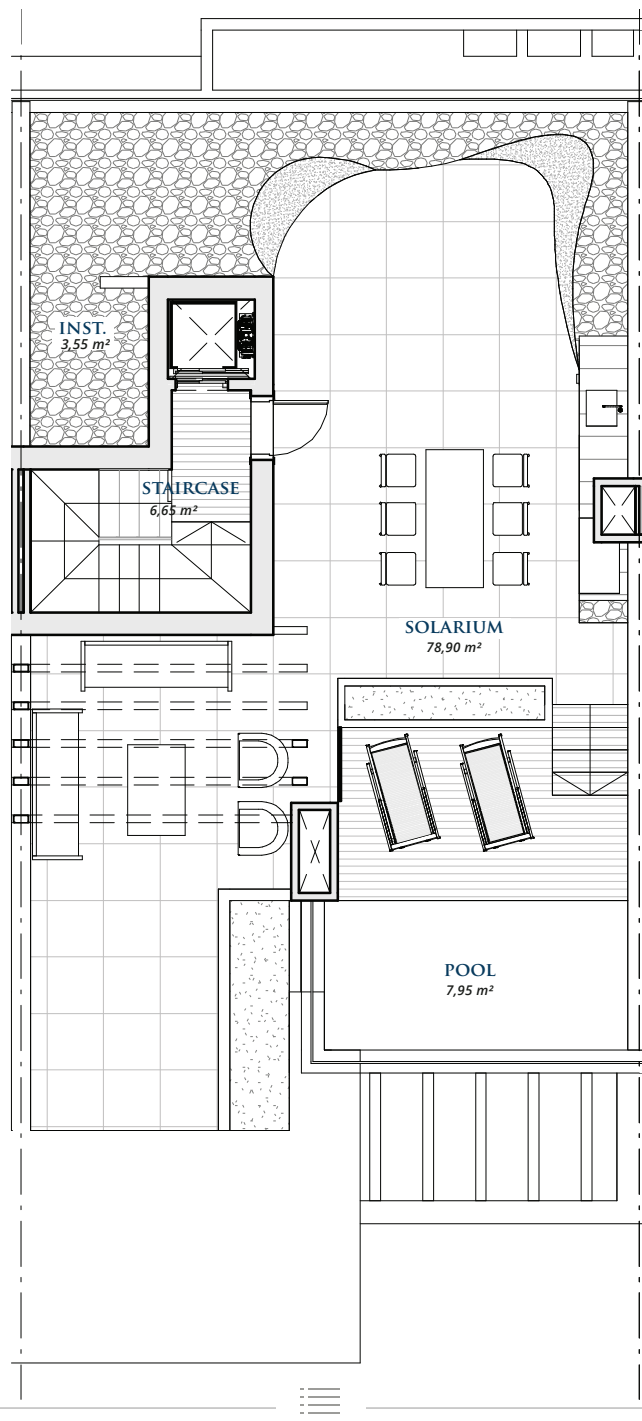 INST.
3,55 m²
STAIRCASE
6,65 m²
SOLARIUM
78,90 m²
POOL
7,95 m²